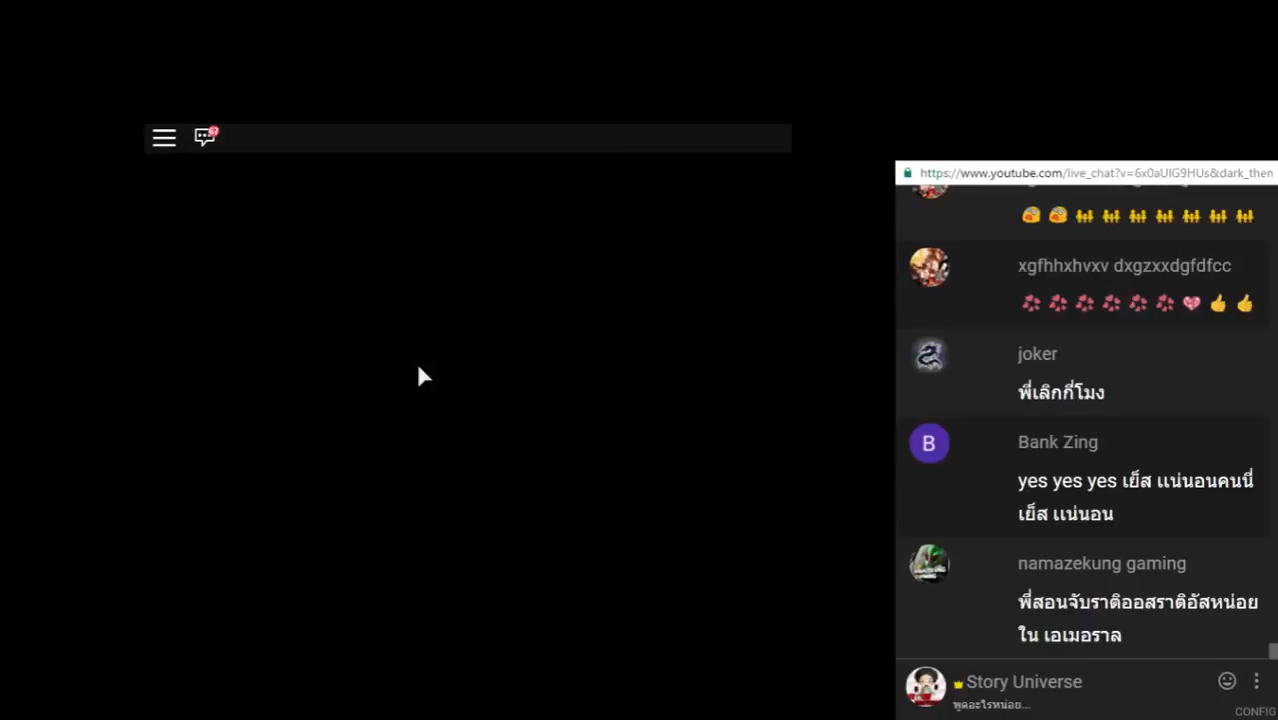 57
https://www.youtube.com/live_chat?v=6x0aUIG9HUs&dark_then
xgfhhxhvxv dxgzxxdgfdfcc
joker
พี่เลิกกี่โมง
B
Bank Zing
yes yes yes เย็ส แน่นอนคนนี่
เย็ส แน่นอน
namazekung gaming
พี่สอนจับราติออสราติอัสหน่อย
ใน เอเมอราล
Story Universe
พูดอะไรหน่อย...
CONFIG